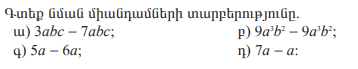 Գտեք նման միանդամների տարբերությունը.
ա) 3abc – 7abc; բ) 9a³b² – 9a³b²;
գ) 5a – 6a; դ) 7a – a: